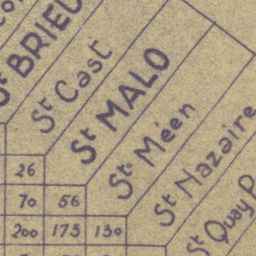 St BRIEU
St Cast
St MALO
St Méen
St Nazaire
St Quay P
26
70 56
200 175 130